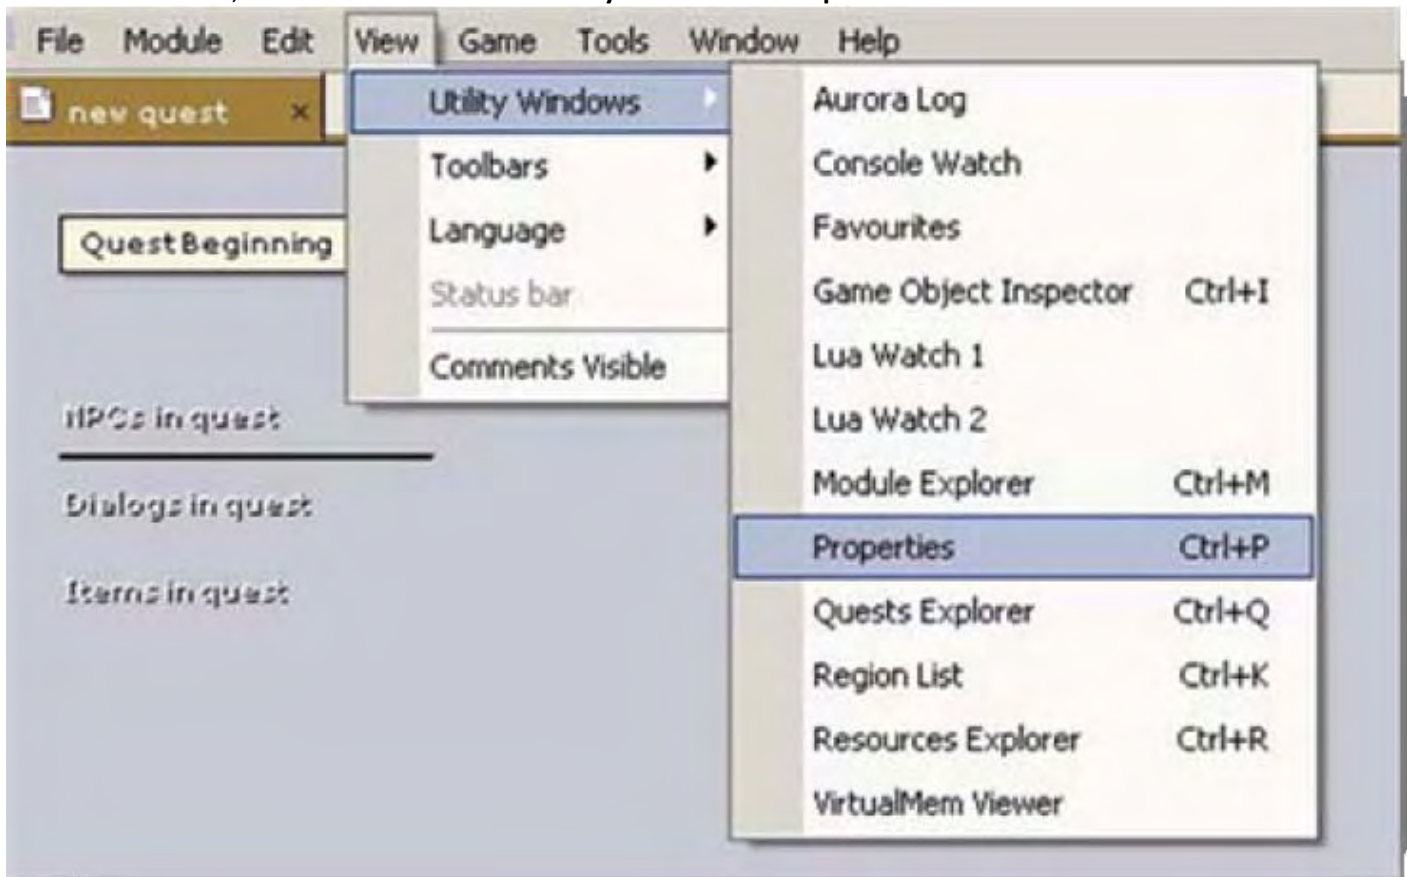 File Module Edit View Game Tools Window Help
new quest ×
QuestBeginning
NPCs in quest
Dialogs in quest
Items in quest
Utility Windows
Toolbars
Language
Status bar
Comments Visible
Aurora Log
Console Watch
Favourites
Game Object Inspector Ctrl+I
Lua Watch 1
Lua Watch 2
Module Explorer Ctrl+M
Properties Ctrl+P
Quests Explorer Ctrl+Q
Region List Ctrl+K
Resources Explorer Ctrl+R
VirtualMem Viewer